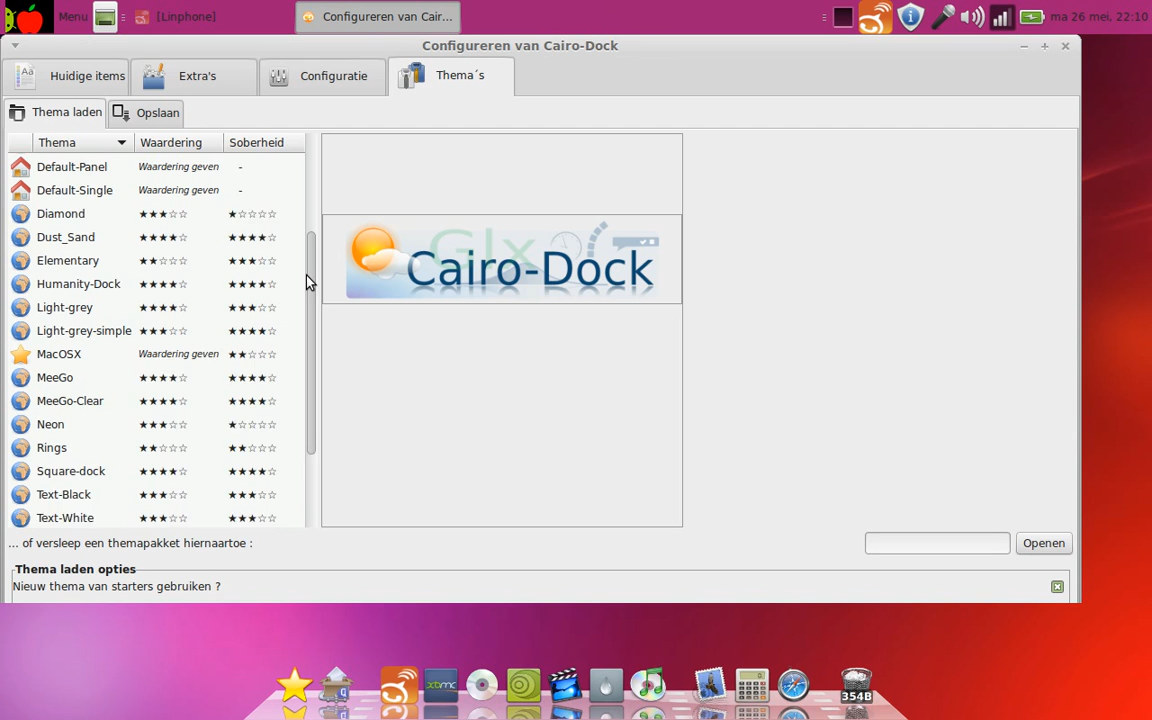 Menu [Linphone] Configureren van Cair... ma 26 mei, 22:10
Configureren van Cairo-Dock
Huidige items Extra's Configuratie Thema´s
Thema laden Opslaan
Thema Waardering Soberheid
Default-Panel Waardering geven -
Default-Single Waardering geven -
Diamond ★★★☆☆ ★☆☆☆☆
Dust_Sand ★★★★☆ ★★★★☆
Elementary ★★☆☆☆ ★★★☆☆
Humanity-Dock ★★★★☆ ★★★★☆
Light-grey ★★★★☆ ★★★☆☆
Light-grey-simple ★★★☆☆ ★★★★☆
MacOSX Waardering geven ★★☆☆☆
MeeGo ★★★★☆ ★★★★☆
MeeGo-Clear ★★★★☆ ★★★★☆
Neon ★★★☆☆ ★☆☆☆☆
Rings ★★☆☆☆ ★★☆☆☆
Square-dock ★★★★☆ ★★★★☆
Text-Black ★★★☆☆ ★★★☆☆
Text-White ★★★☆☆ ★★★☆☆
Glx
Cairo-Dock
... of versleep een themapakket hiernaartoe :
Openen
Thema laden opties
Nieuw thema van starters gebruiken ?
xbmc
354B